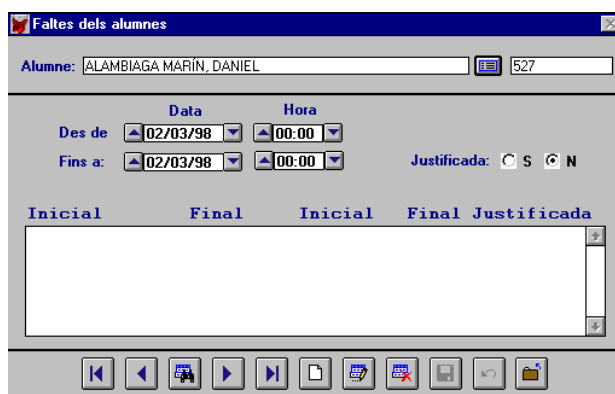 Faltes dels alumnes
Alumne: ALAMBIAGA MARÍN, DANIEL 527
Data Hora
Des de 02/03/98 00:00
Fins a: 02/03/98 00:00 Justificada: S N
Inicial Final Inicial Final Justificada